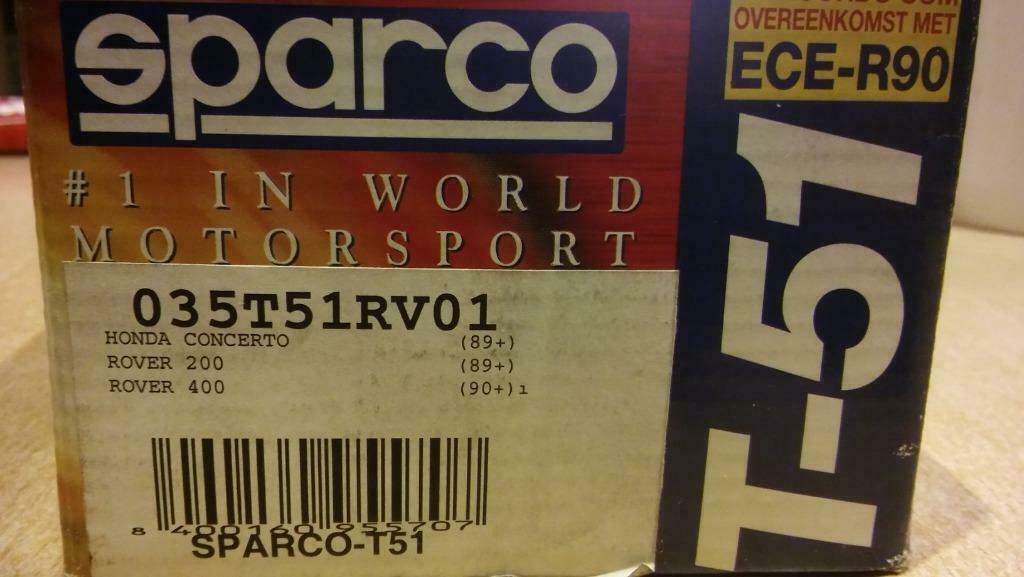 sparco
# 1 IN WORLD
MOTORSPORT
035T51RV01
HONDA CONCERTO (89+)
ROVER 200 (89+)
ROVER 400 (90+)1
8 400160 955707
SPARCO-T51
OVEREENKOMST MET
ECE-R90
T-51